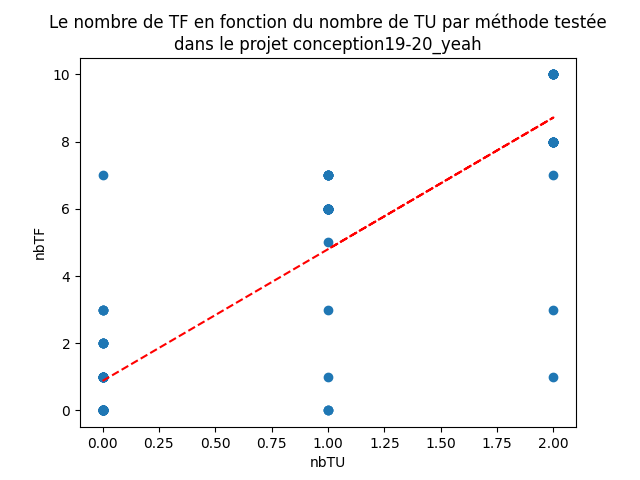 Le nombre de TF en fonction du nombre de TU par méthode testée
dans le projet conception19-20_yeah
10
8
6
4
2
0
nbTF
0.00 0.25 0.50 0.75 1.00 1.25 1.50 1.75 2.00
nbTU